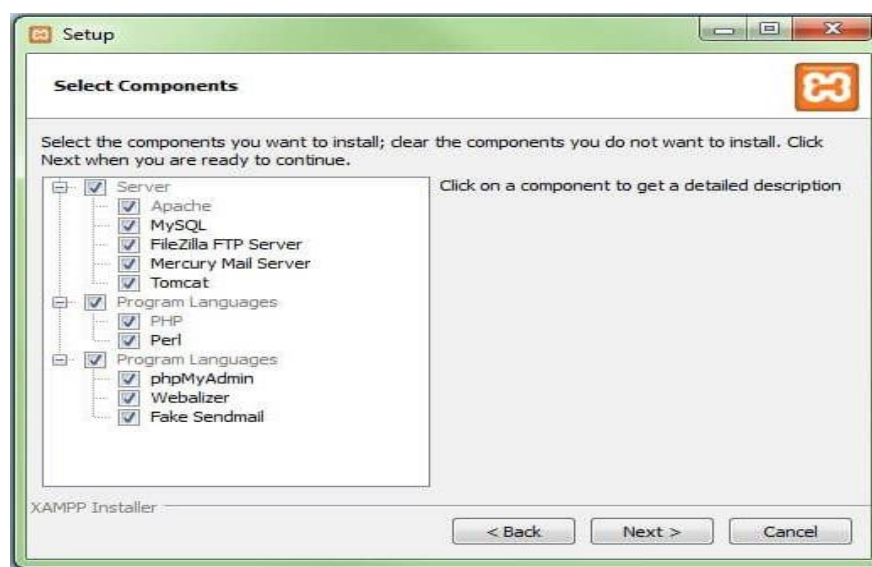 Setup
Select Components
Select the components you want to install; clear the components you do not want to install. Click
Next when you are ready to continue.
Server
Apache
MySQL
FileZilla FTP Server
Mercury Mail Server
Tomcat
Program Languages
PHP
Perl
Program Languages
phpMyAdmin
Webalizer
Fake Sendmail
Click on a component to get a detailed description
XAMPP Installer
< Back
Next >
Cancel